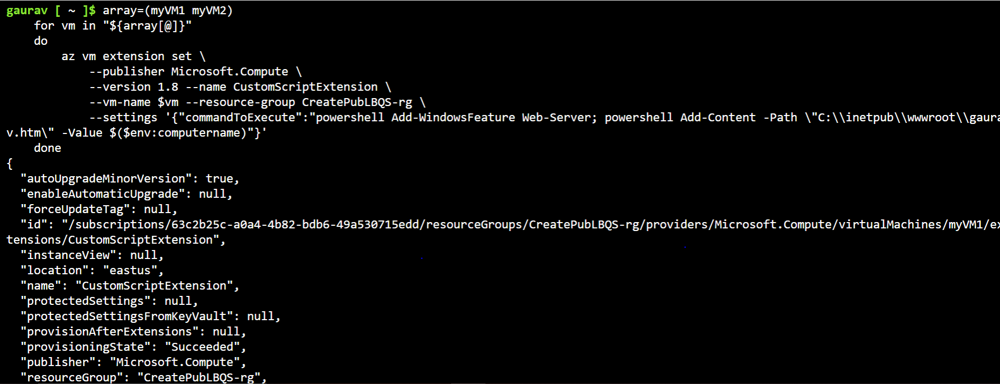 gaurav [ ~ ]$ array=(myVM1 myVM2)
    for vm in "${array[@]}"
    do
        az vm extension set \
            --publisher Microsoft.Compute \
            --version 1.8 --name CustomScriptExtension \
            --vm-name $vm --resource-group CreatePubLBQS-rg \
            --settings '{"commandToExecute":"powershell Add-WindowsFeature Web-Server; powershell Add-Content -Path \"C:\\inetpub\\wwwroot\\gaura
v.htm\" -Value $($env:computername)"}'
    done
{
  "autoUpgradeMinorVersion": true,
  "enableAutomaticUpgrade": null,
  "forceUpdateTag": null,
  "id": "/subscriptions/63c2b25c-a0a4-4b82-bdb6-49a530715edd/resourceGroups/CreatePubLBQS-rg/providers/Microsoft.Compute/virtualMachines/myVM1/ex
tensions/CustomScriptExtension",
  "instanceView": null,
  "location": "eastus",
  "name": "CustomScriptExtension",
  "protectedSettings": null,
  "protectedSettingsFromKeyVault": null,
  "provisionAfterExtensions": null,
  "provisioningState": "Succeeded",
  "publisher": "Microsoft.Compute",
  "resourceGroup": "CreatePubLBQS-rg",